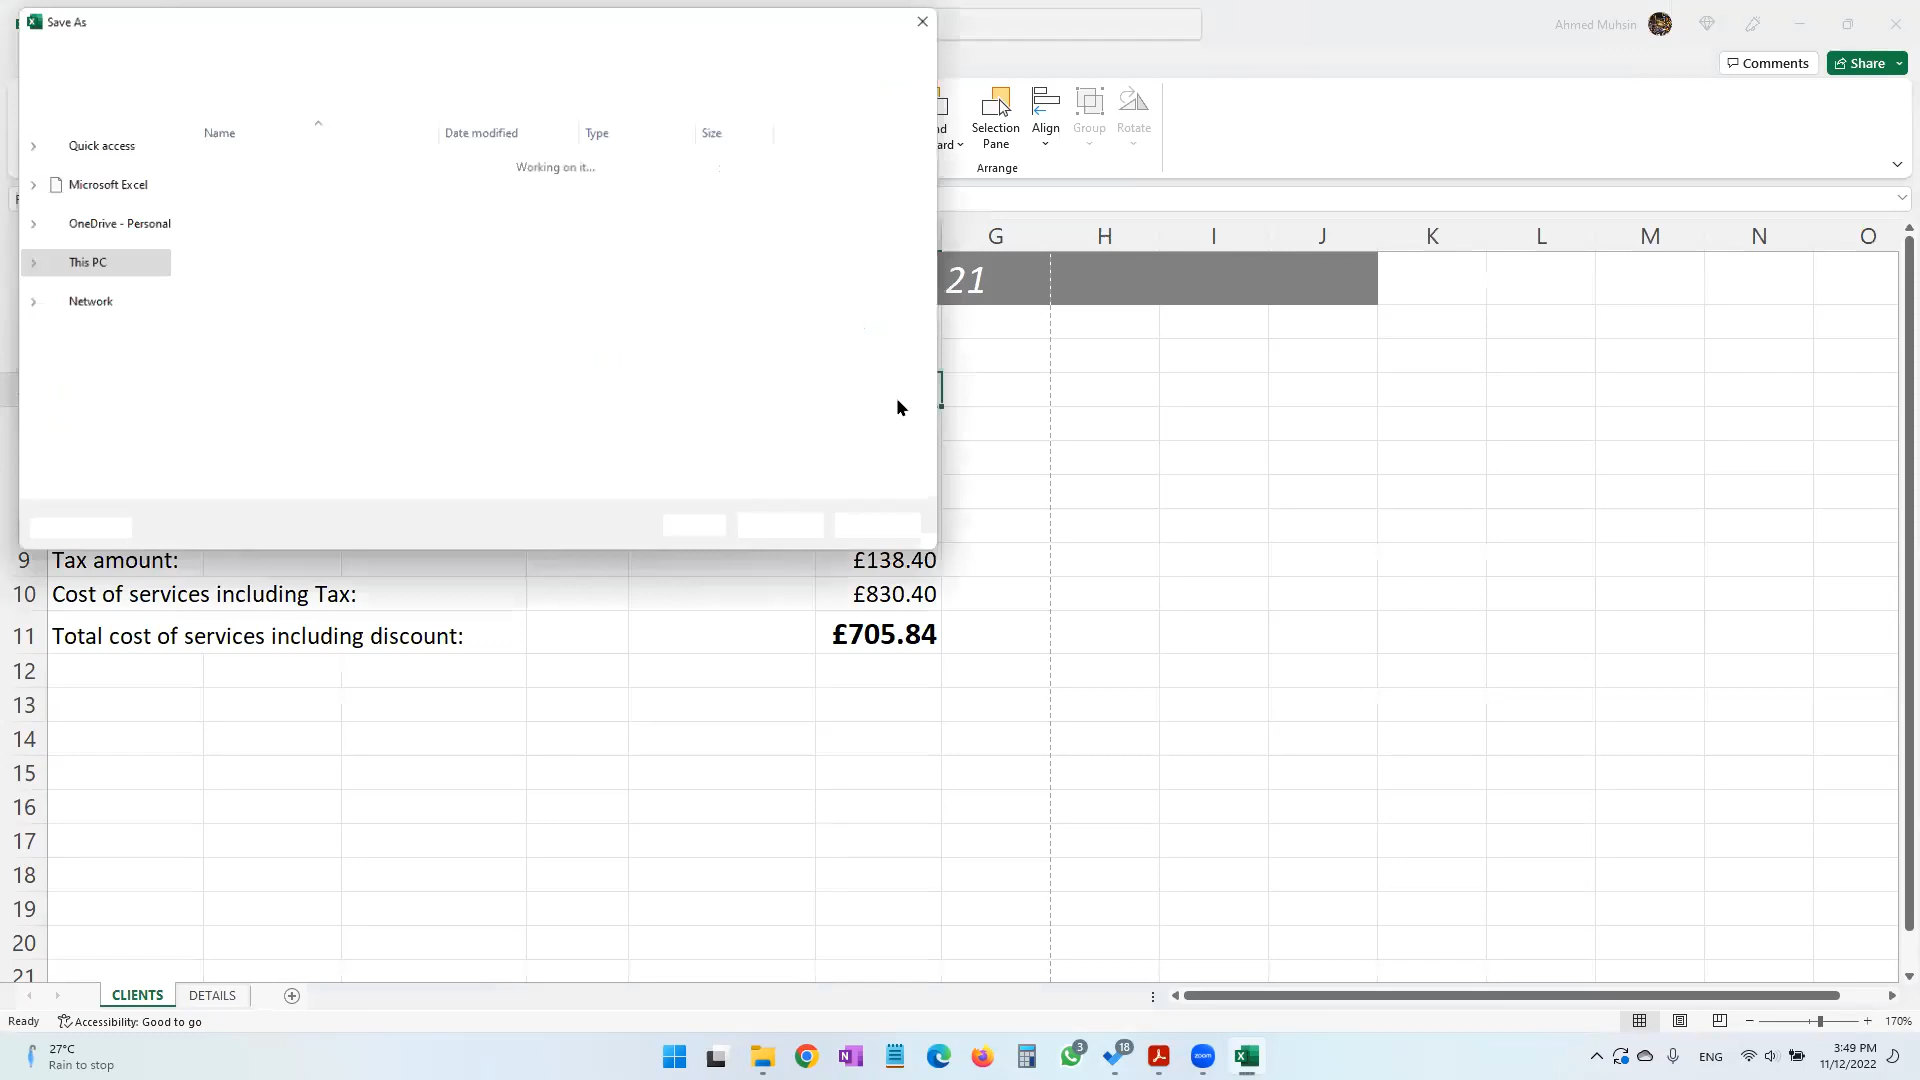 Save As
Ahmed Muhsin
Comments
Share
Name
Date modified
Type
Size
Working on it...
Quick access
Microsoft Excel
OneDrive - Personal
This PC
Network
Selection Pane
Align
Group
Rotate
Arrange
G H I J K L M N O
21
9 Tax amount: £138.40
10 Cost of services including Tax: £830.40
11 Total cost of services including discount: £705.84
12
13
14
15
16
17
18
19
20
21
CLIENTS DETAILS
Ready Accessibility: Good to go 170%
27°C
Rain to stop
3
18
zoom
ENG
3:49 PM
11/12/2022